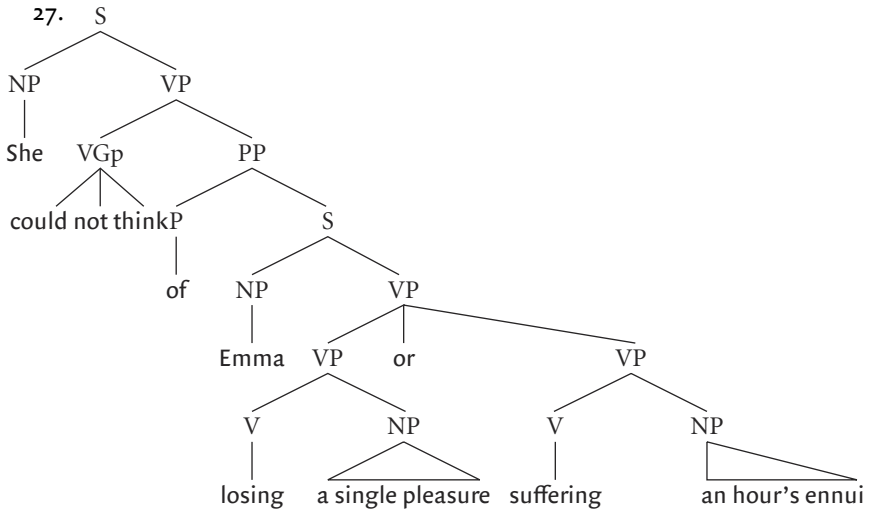 27. S
NP VP
She VGp PP
could not think P S
of NP VP
Emma VP or VP
V NP V NP
losing a single pleasure suffering an hour's ennui